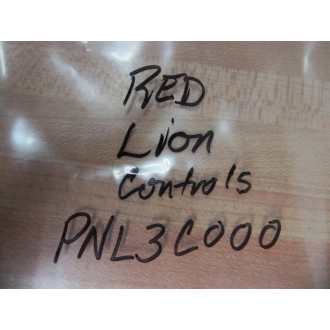 RED
Lion
Controls
PNL3C000